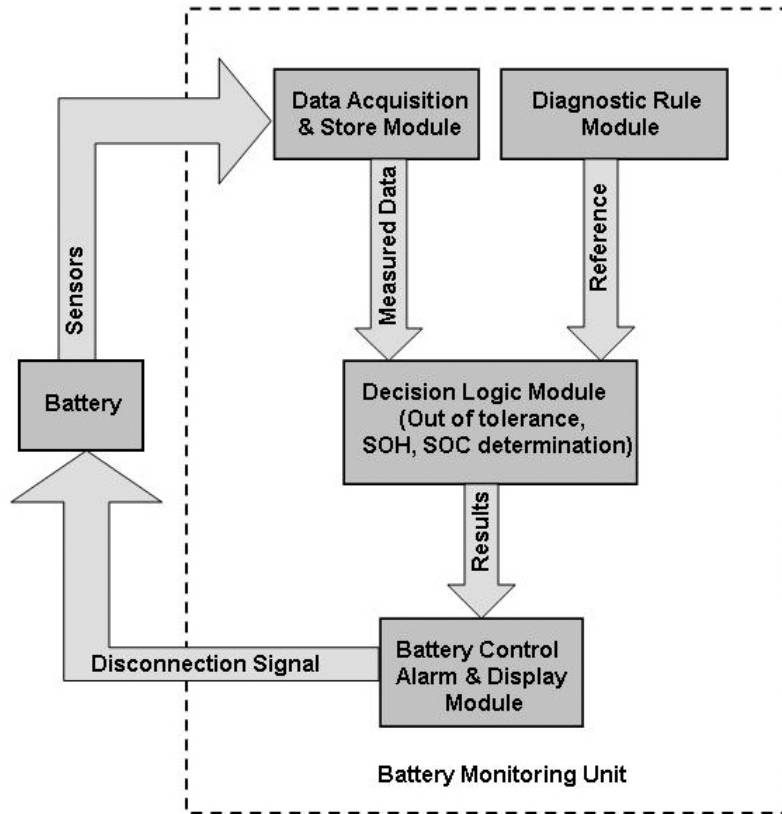 Data Acquisition
& Store Module
Diagnostic Rule
Module
Sensors
Measured Data
Reference
Battery
Decision Logic Module
(Out of tolerance,
SOH, SOC determination)
Results
Battery Control
Alarm & Display
Module
Disconnection Signal
Battery Monitoring Unit